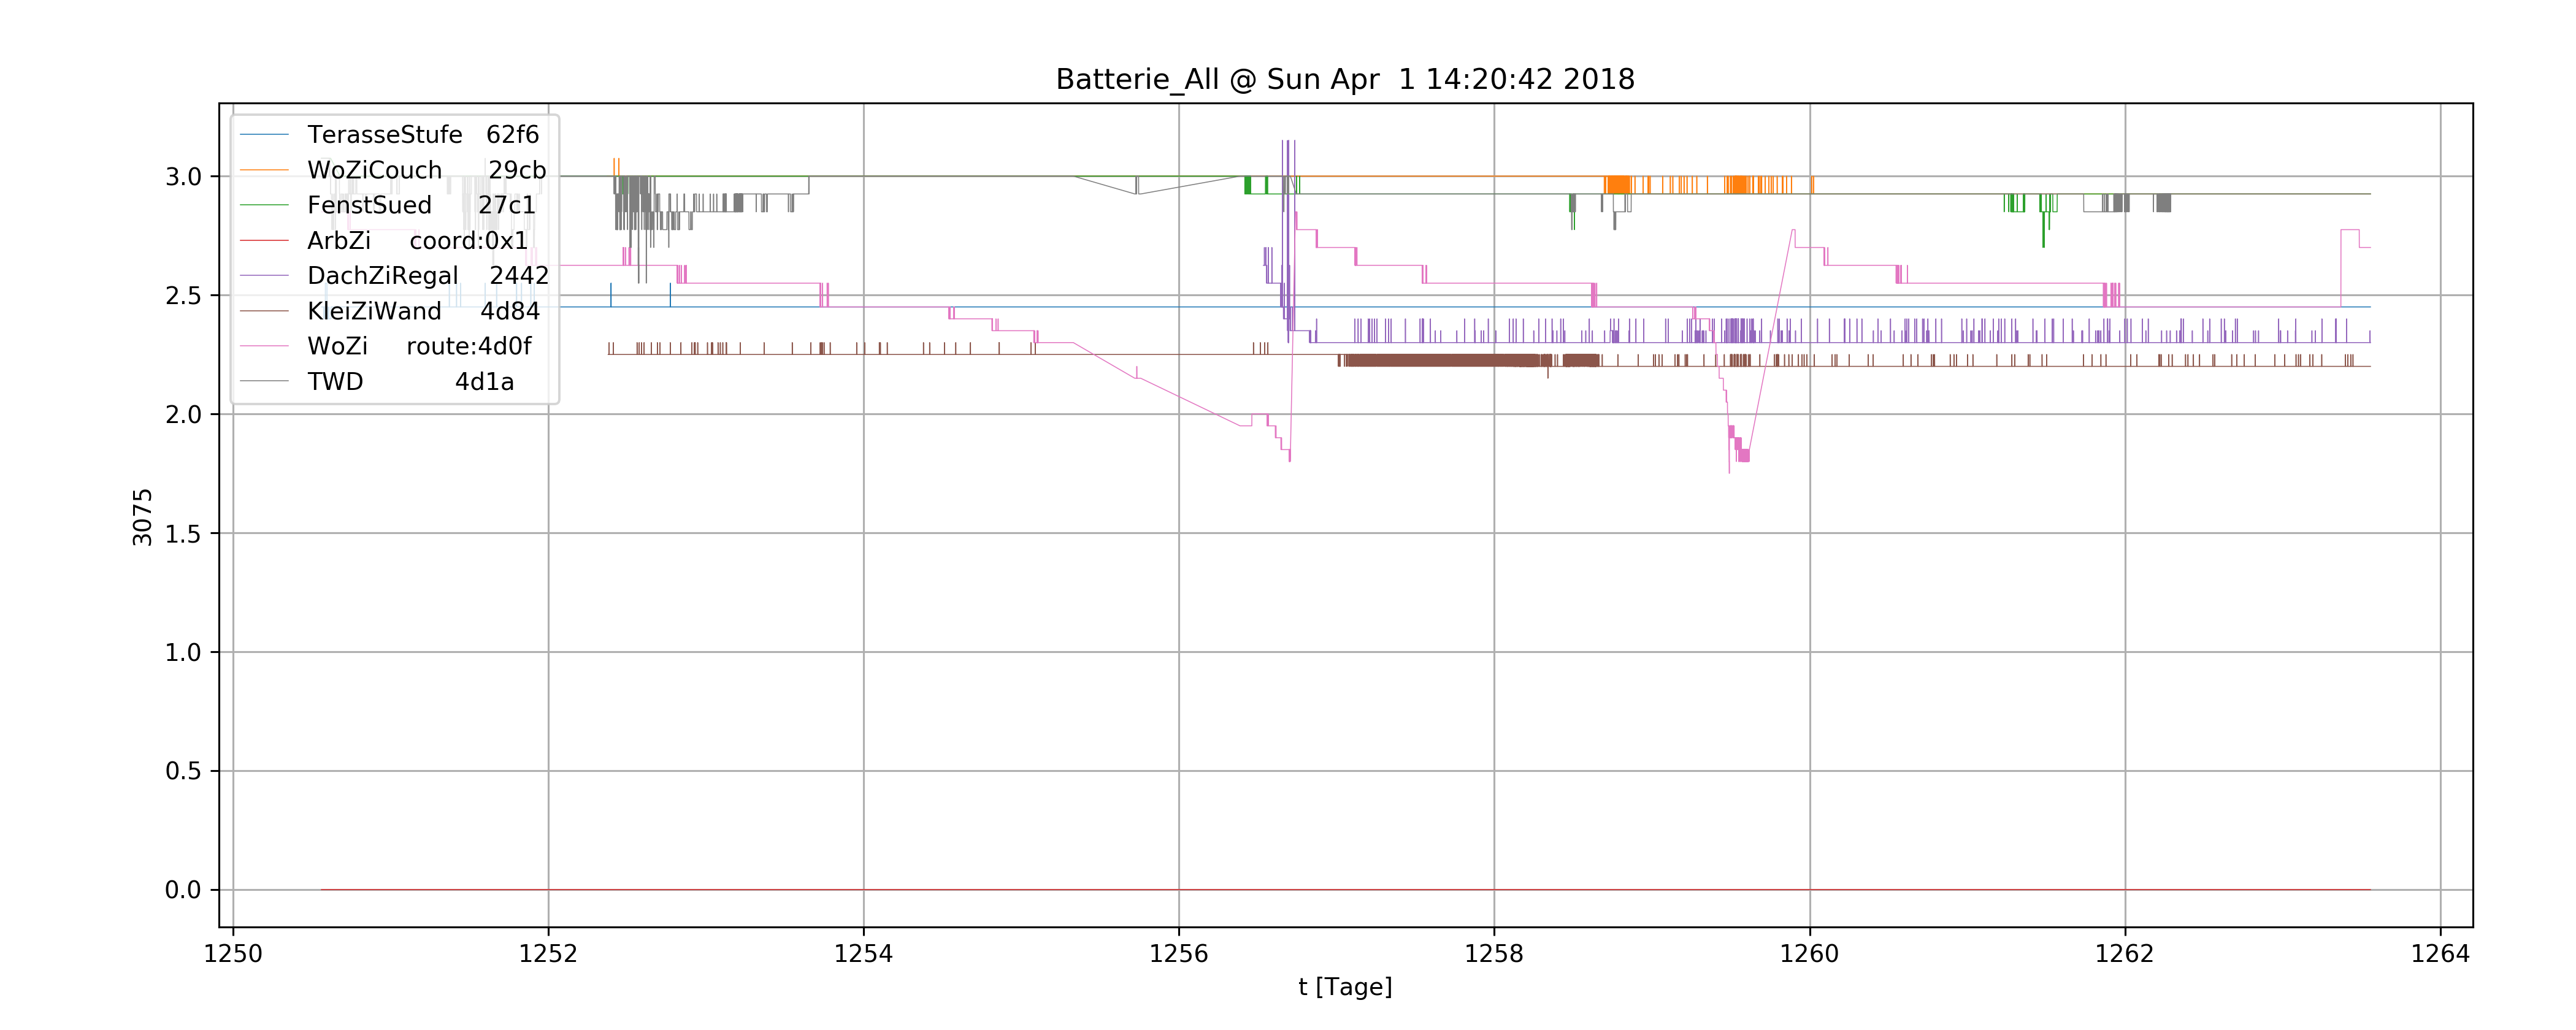 Batterie_All @ Sun Apr  1 14:20:42 2018
TerasseStufe   62f6
WoZiCouch      29cb
FenstSued      27c1
ArbZi     coord:0x1
DachZiRegal    2442
KleiZiWand     4d84
WoZi     route:4d0f
TWD            4d1a
3.0
2.5
2.0
1.5
1.0
0.5
0.0
3075
1250 1252 1254 1256 1258 1260 1262 1264
t [Tage]